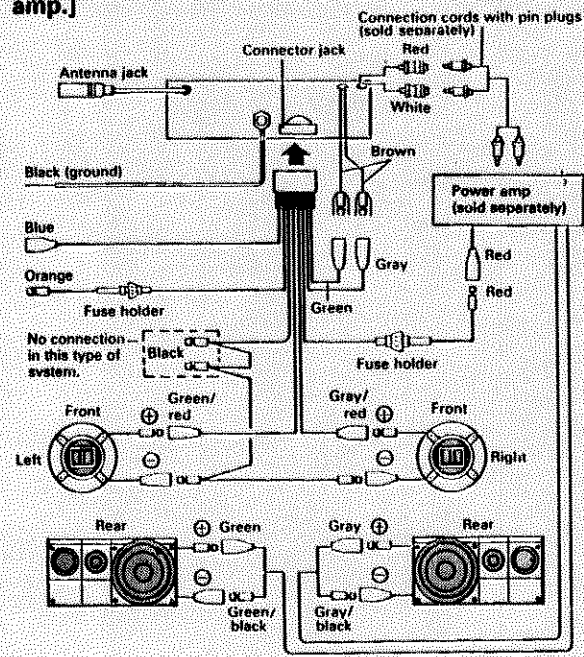 amp.]
Connection cords with pin plugs
(sold separately)
Connector jack
Red
Antenna jack
White
Brown
Black (ground)
Power amp
(sold separately)
Blue
Gray
Red
Orange
Green
Red
Fuse holder
No connection
in this type of
system.
Black
Fuse holder
Front
⊕
Green/
red
Gray/
red
⊕
Front
Left
⊖
⊖
Right
Rear
⊕
Green
Gray
⊕
Rear
⊖
Green/
black
Gray/
black
⊖